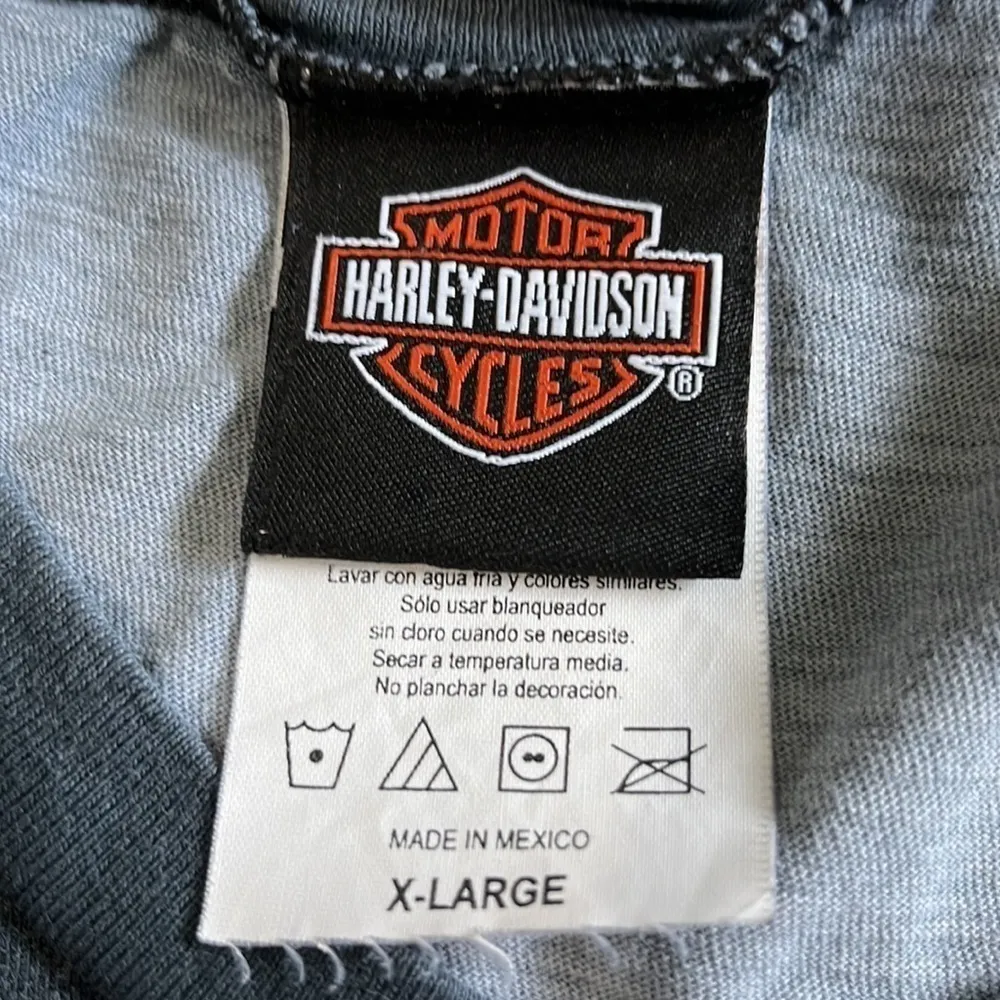 MOTOR
HARLEY-DAVIDSON
CYCLES
®
Lavar con agua fría y colores similares.
Sólo usar blanqueador
sin cloro cuando se necesite.
Secar a temperatura media.
No planchar la decoración.
MADE IN MEXICO
X-LARGE